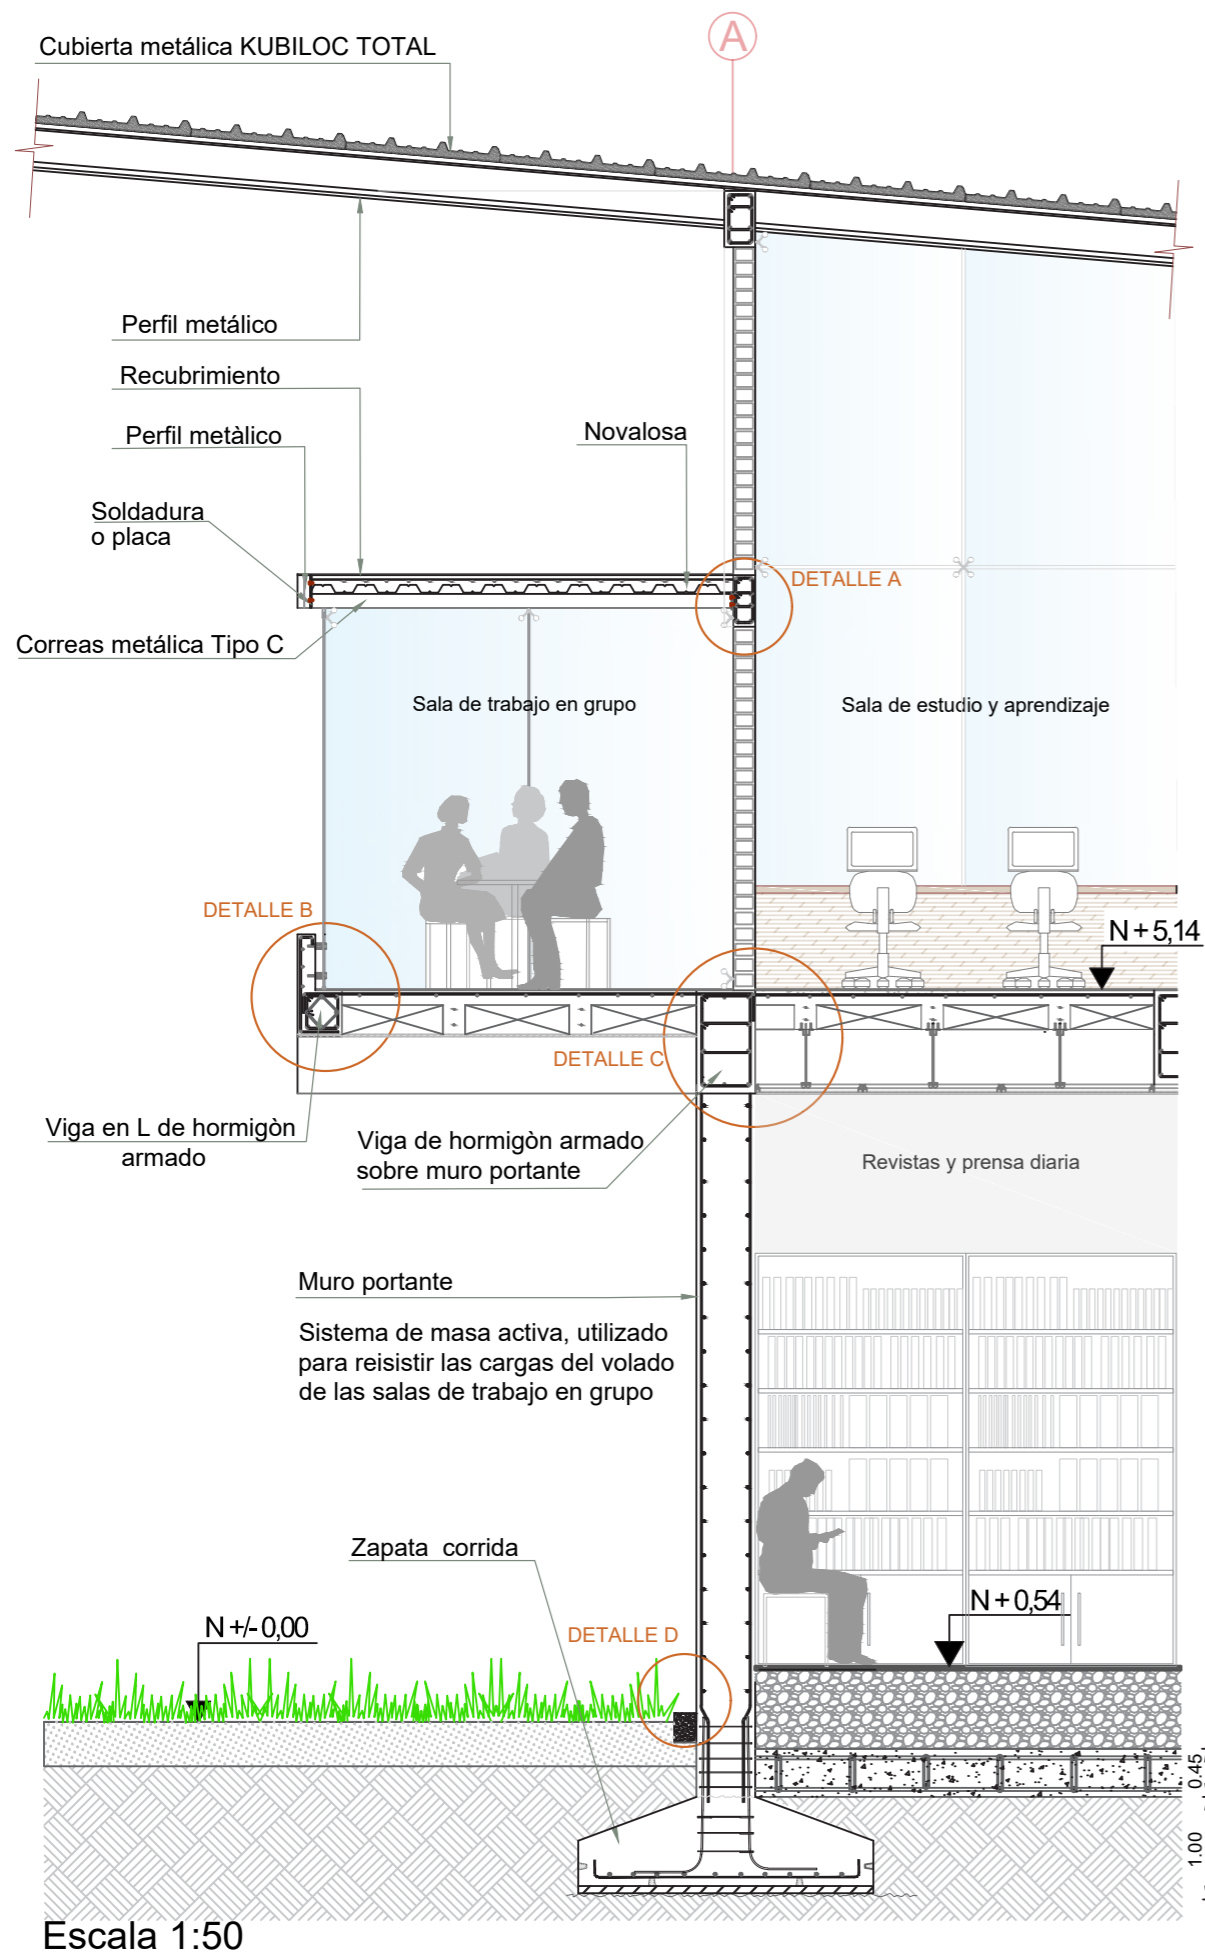 A
Cubierta metálica KUBILOC TOTAL
Perfil metálico
Recubrimiento
Perfil metàlico
Novalosa
Soldadura
o placa
DETALLE A
Correas metálica Tipo C
Sala de trabajo en grupo
Sala de estudio y aprendizaje
DETALLE B
N + 5,14
DETALLE C
Viga en L de hormigòn
armado
Viga de hormigòn armado
sobre muro portante
Revistas y prensa diaria
Muro portante
Sistema de masa activa, utilizado
para reisistir las cargas del volado
de las salas de trabajo en grupo
Zapata corrida
N + 0,54
N +/- 0,00
DETALLE D
0.45
1.00
Escala 1:50